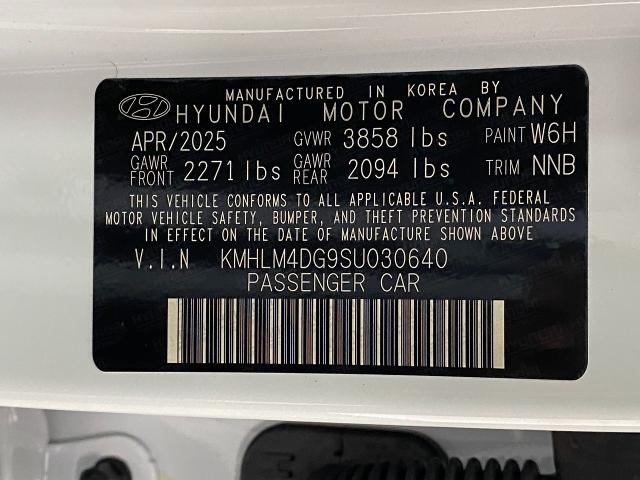 MANUFACTURED IN KOREA BY
HYUNDAI MOTOR COMPANY
APR/2025 GVWR 3858 lbs PAINT W6H
GAWR FRONT 2271 lbs GAWR REAR 2094 lbs TRIM NNB
THIS VEHICLE CONFORMS TO ALL APPLICABLE U.S.A. FEDERAL
MOTOR VEHICLE SAFETY, BUMPER, AND THEFT PREVENTION STANDARDS
IN EFFECT ON THE DATE OF MANUFACTURE SHOWN ABOVE
V.I.N KMHLM4DG9SU030640
PASSENGER CAR